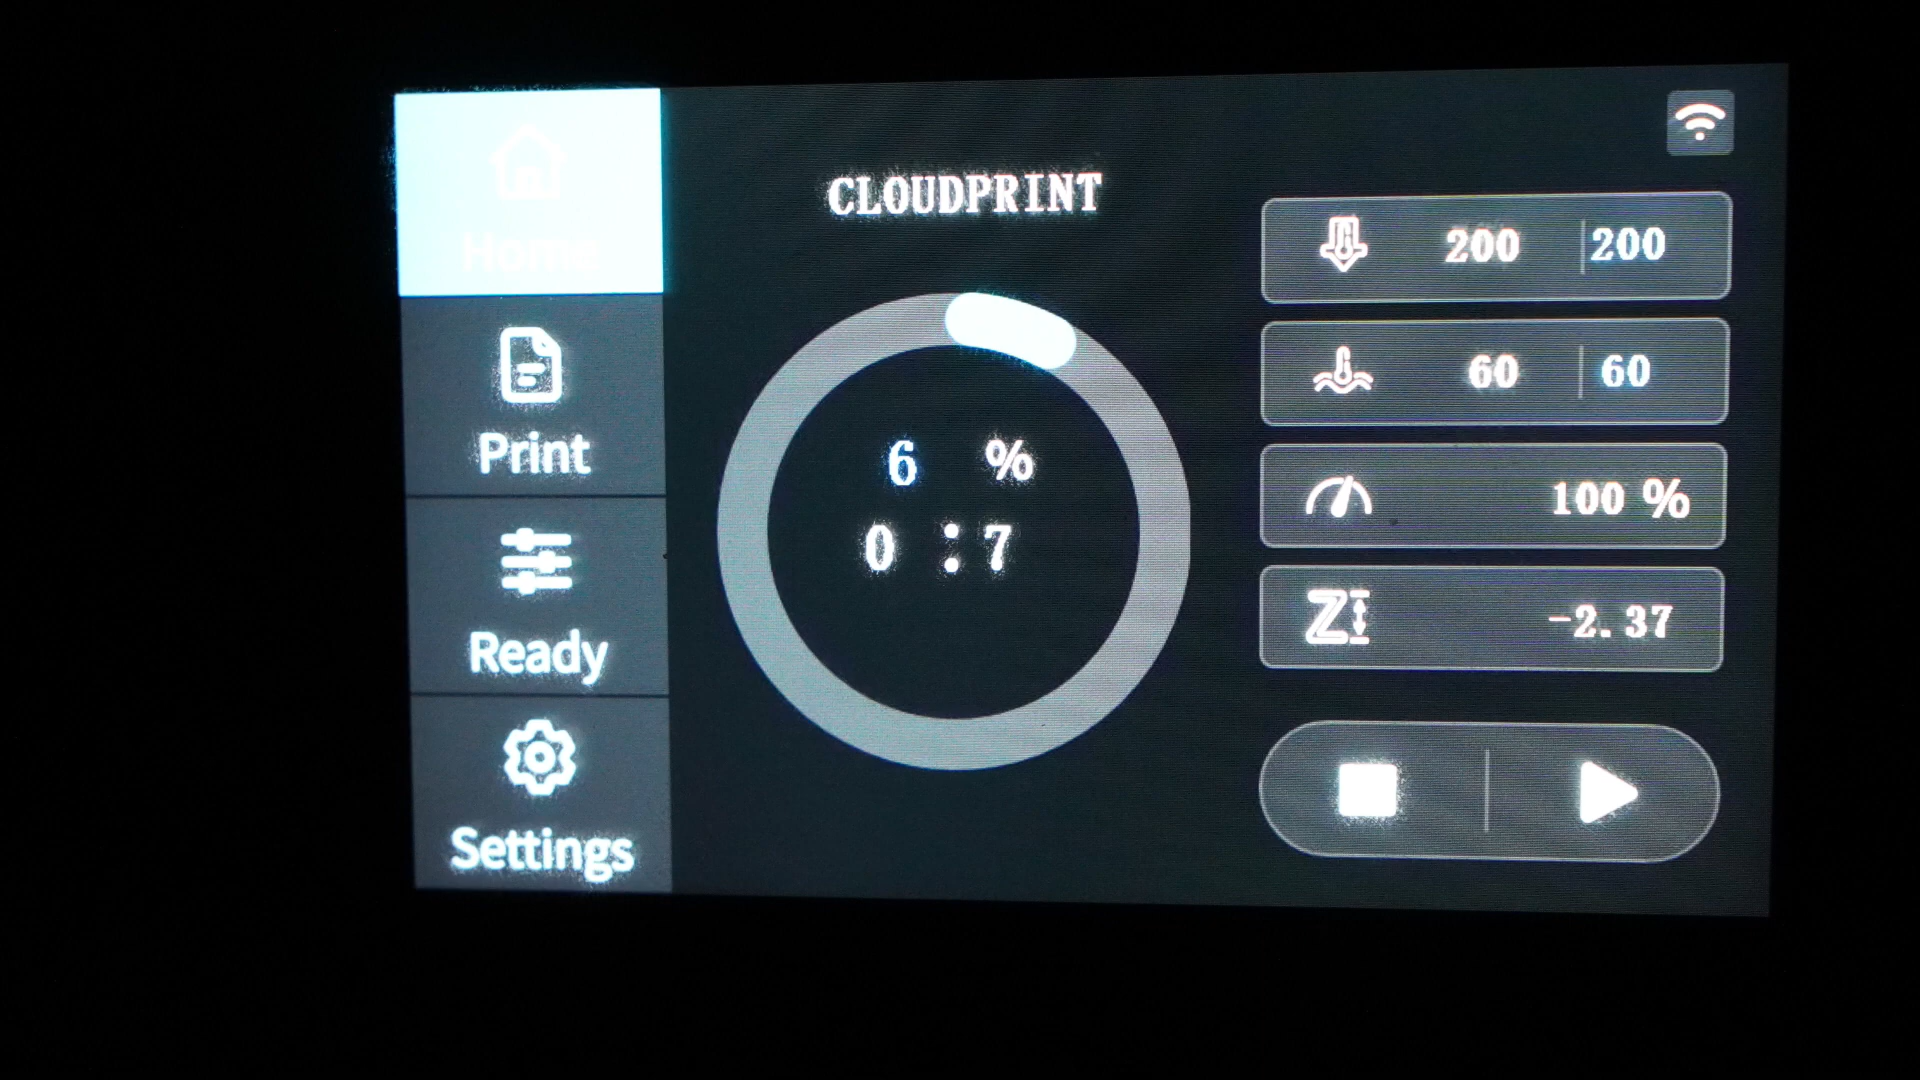 Home
Print
Ready
Settings
CLOUDPRINT
6 %
0 : 7
200 200
60 60
100 %
Z -2.37